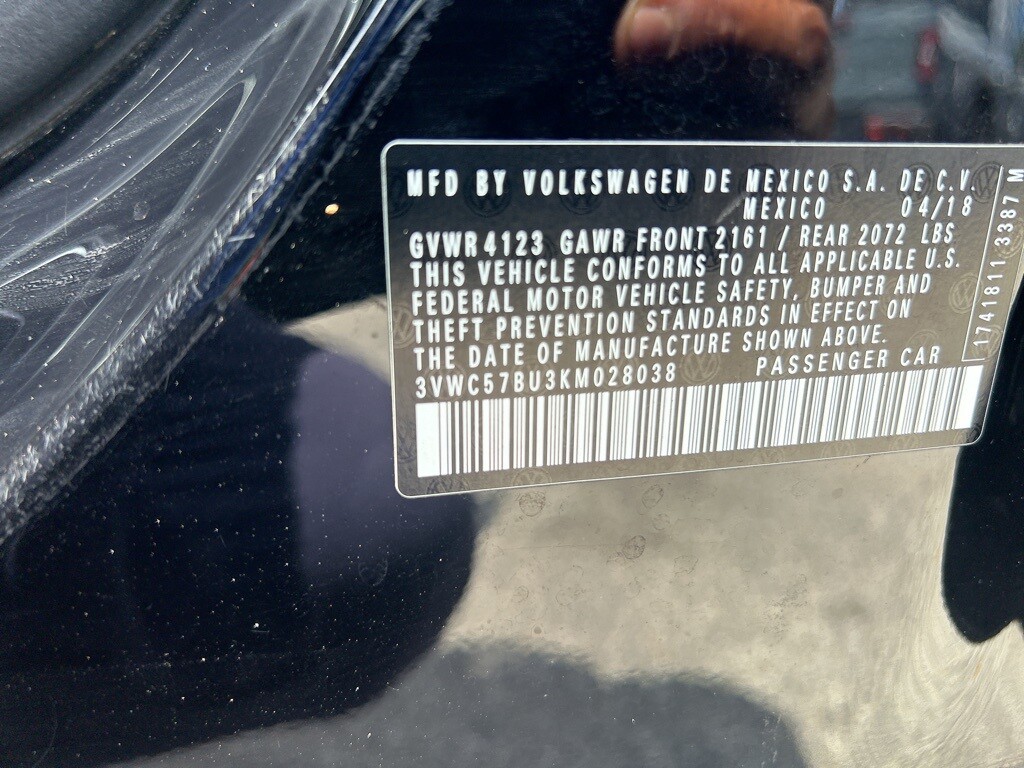 MFD BY VOLKSWAGEN DE MEXICO S.A. DE C.V.
MEXICO 04/18
GVWR 4123 GAWR FRONT 2161 / REAR 2072 LBS
THIS VEHICLE CONFORMS TO ALL APPLICABLE U.S.
FEDERAL MOTOR VEHICLE SAFETY, BUMPER AND
THEFT PREVENTION STANDARDS IN EFFECT ON
THE DATE OF MANUFACTURE SHOWN ABOVE.
3VWC57BU3KM028038 PASSENGER CAR
1741811 3387 M